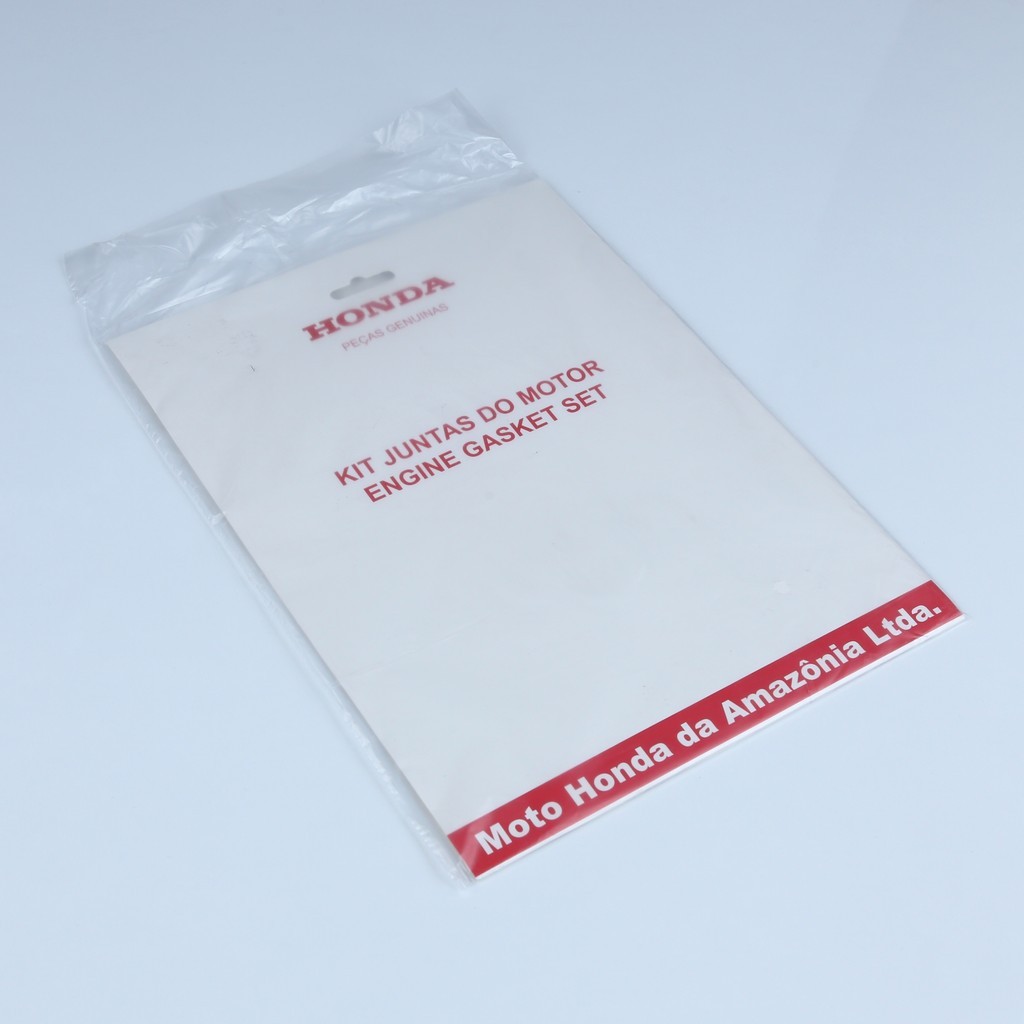 HONDA
PEÇAS GENUINAS
KIT JUNTAS DO MOTOR
ENGINE GASKET SET
Moto Honda da Amazônia Ltda.